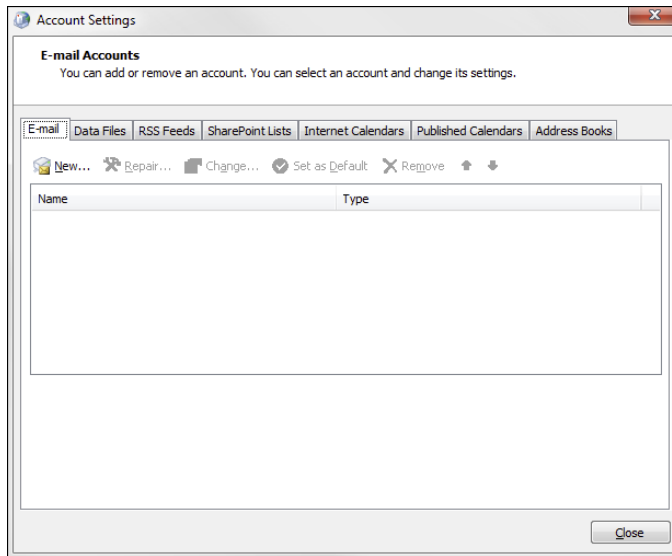 Account Settings
E-mail Accounts
You can add or remove an account. You can select an account and change its settings.
E-mail Data Files RSS Feeds SharePoint Lists Internet Calendars Published Calendars Address Books
New... Repair... Change... Set as Default Remove
Name Type
Close